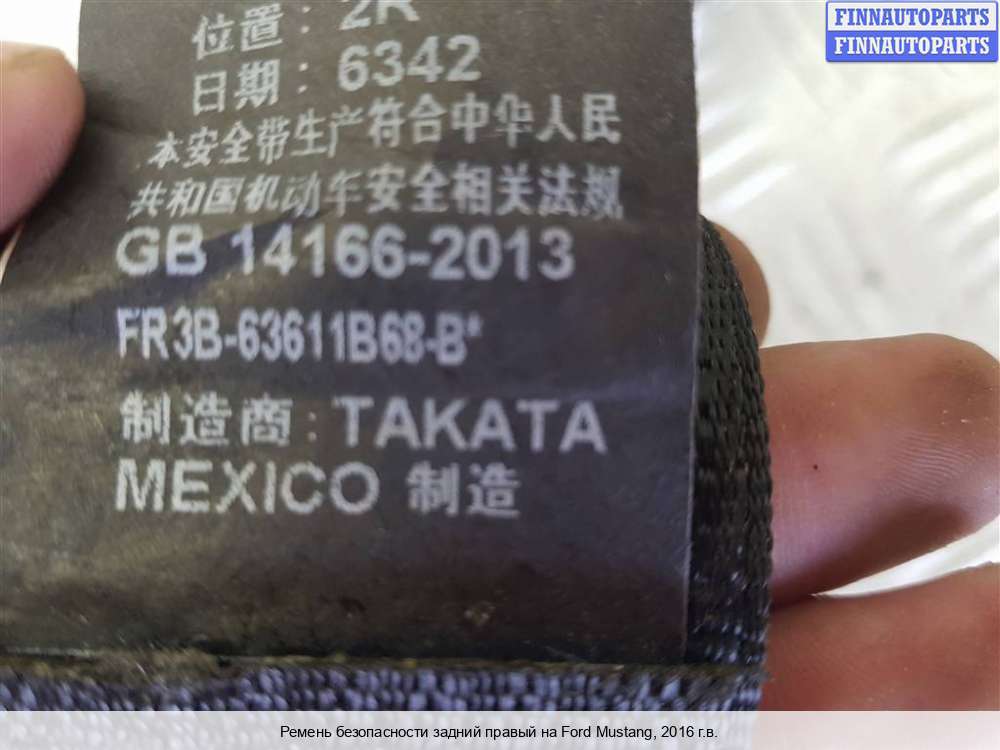 FINNAUTOPARTS
FINNAUTOPARTS
位置: 2R
日期: 6342
本安全带生产符合中华人民
共和国机动车安全相关法规
GB 14166-2013
FR3B-63611B68-B*
制造商: TAKATA
MEXICO 制造
Ремень безопасности задний правый на Ford Mustang, 2016 г.в.